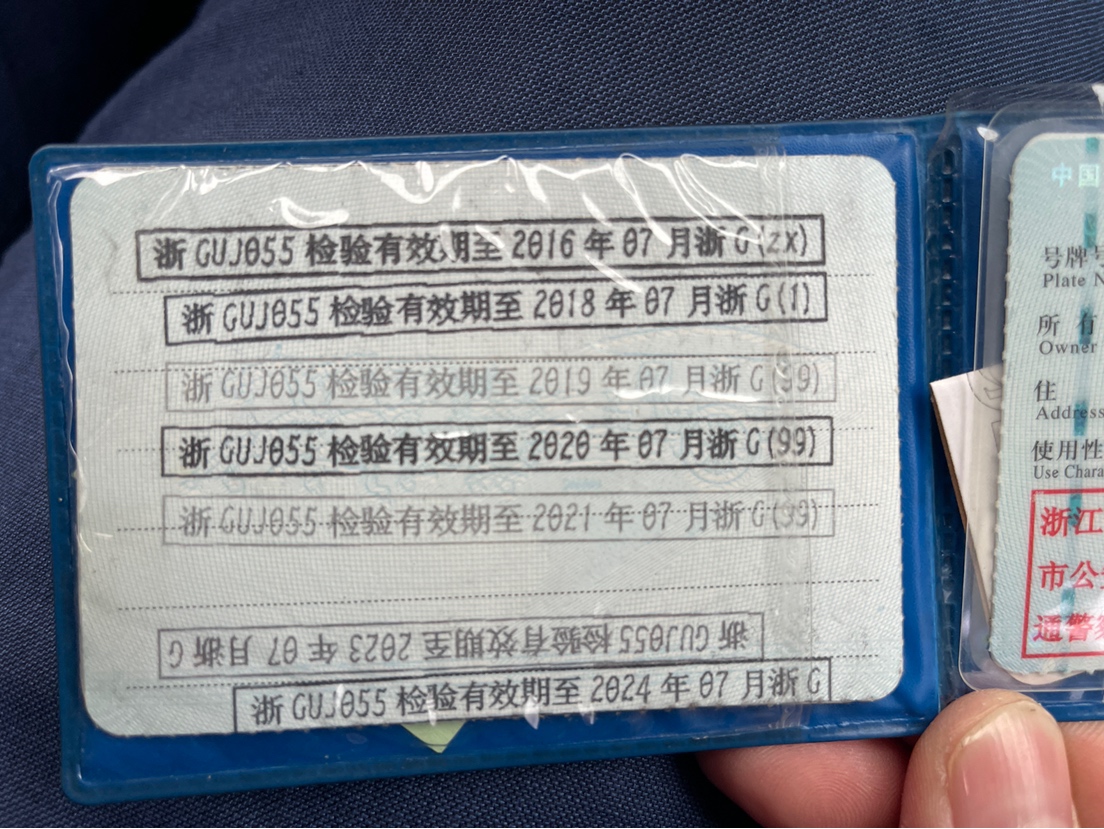 浙GUJ055 检验有效期至 2016 年 07 月浙 G(zx)
浙GUJ055 检验有效期至 2018 年 07 月浙 G(1)
浙GUJ055 检验有效期至 2019 年 07 月浙 G(99)
浙GUJ055 检验有效期至 2020 年 07 月浙 G(99)
浙GUJ055 检验有效期至 2021 年 07 月浙 G(99)
浙GUJ055 检验有效期至 2023 年 07 月浙 G
浙GUJ055 检验有效期至 2024 年 07 月浙 G
中国
号牌号
Plate N
所有
Owner
住
Address
使用性
Use Chara
浙江
市公安
通警察